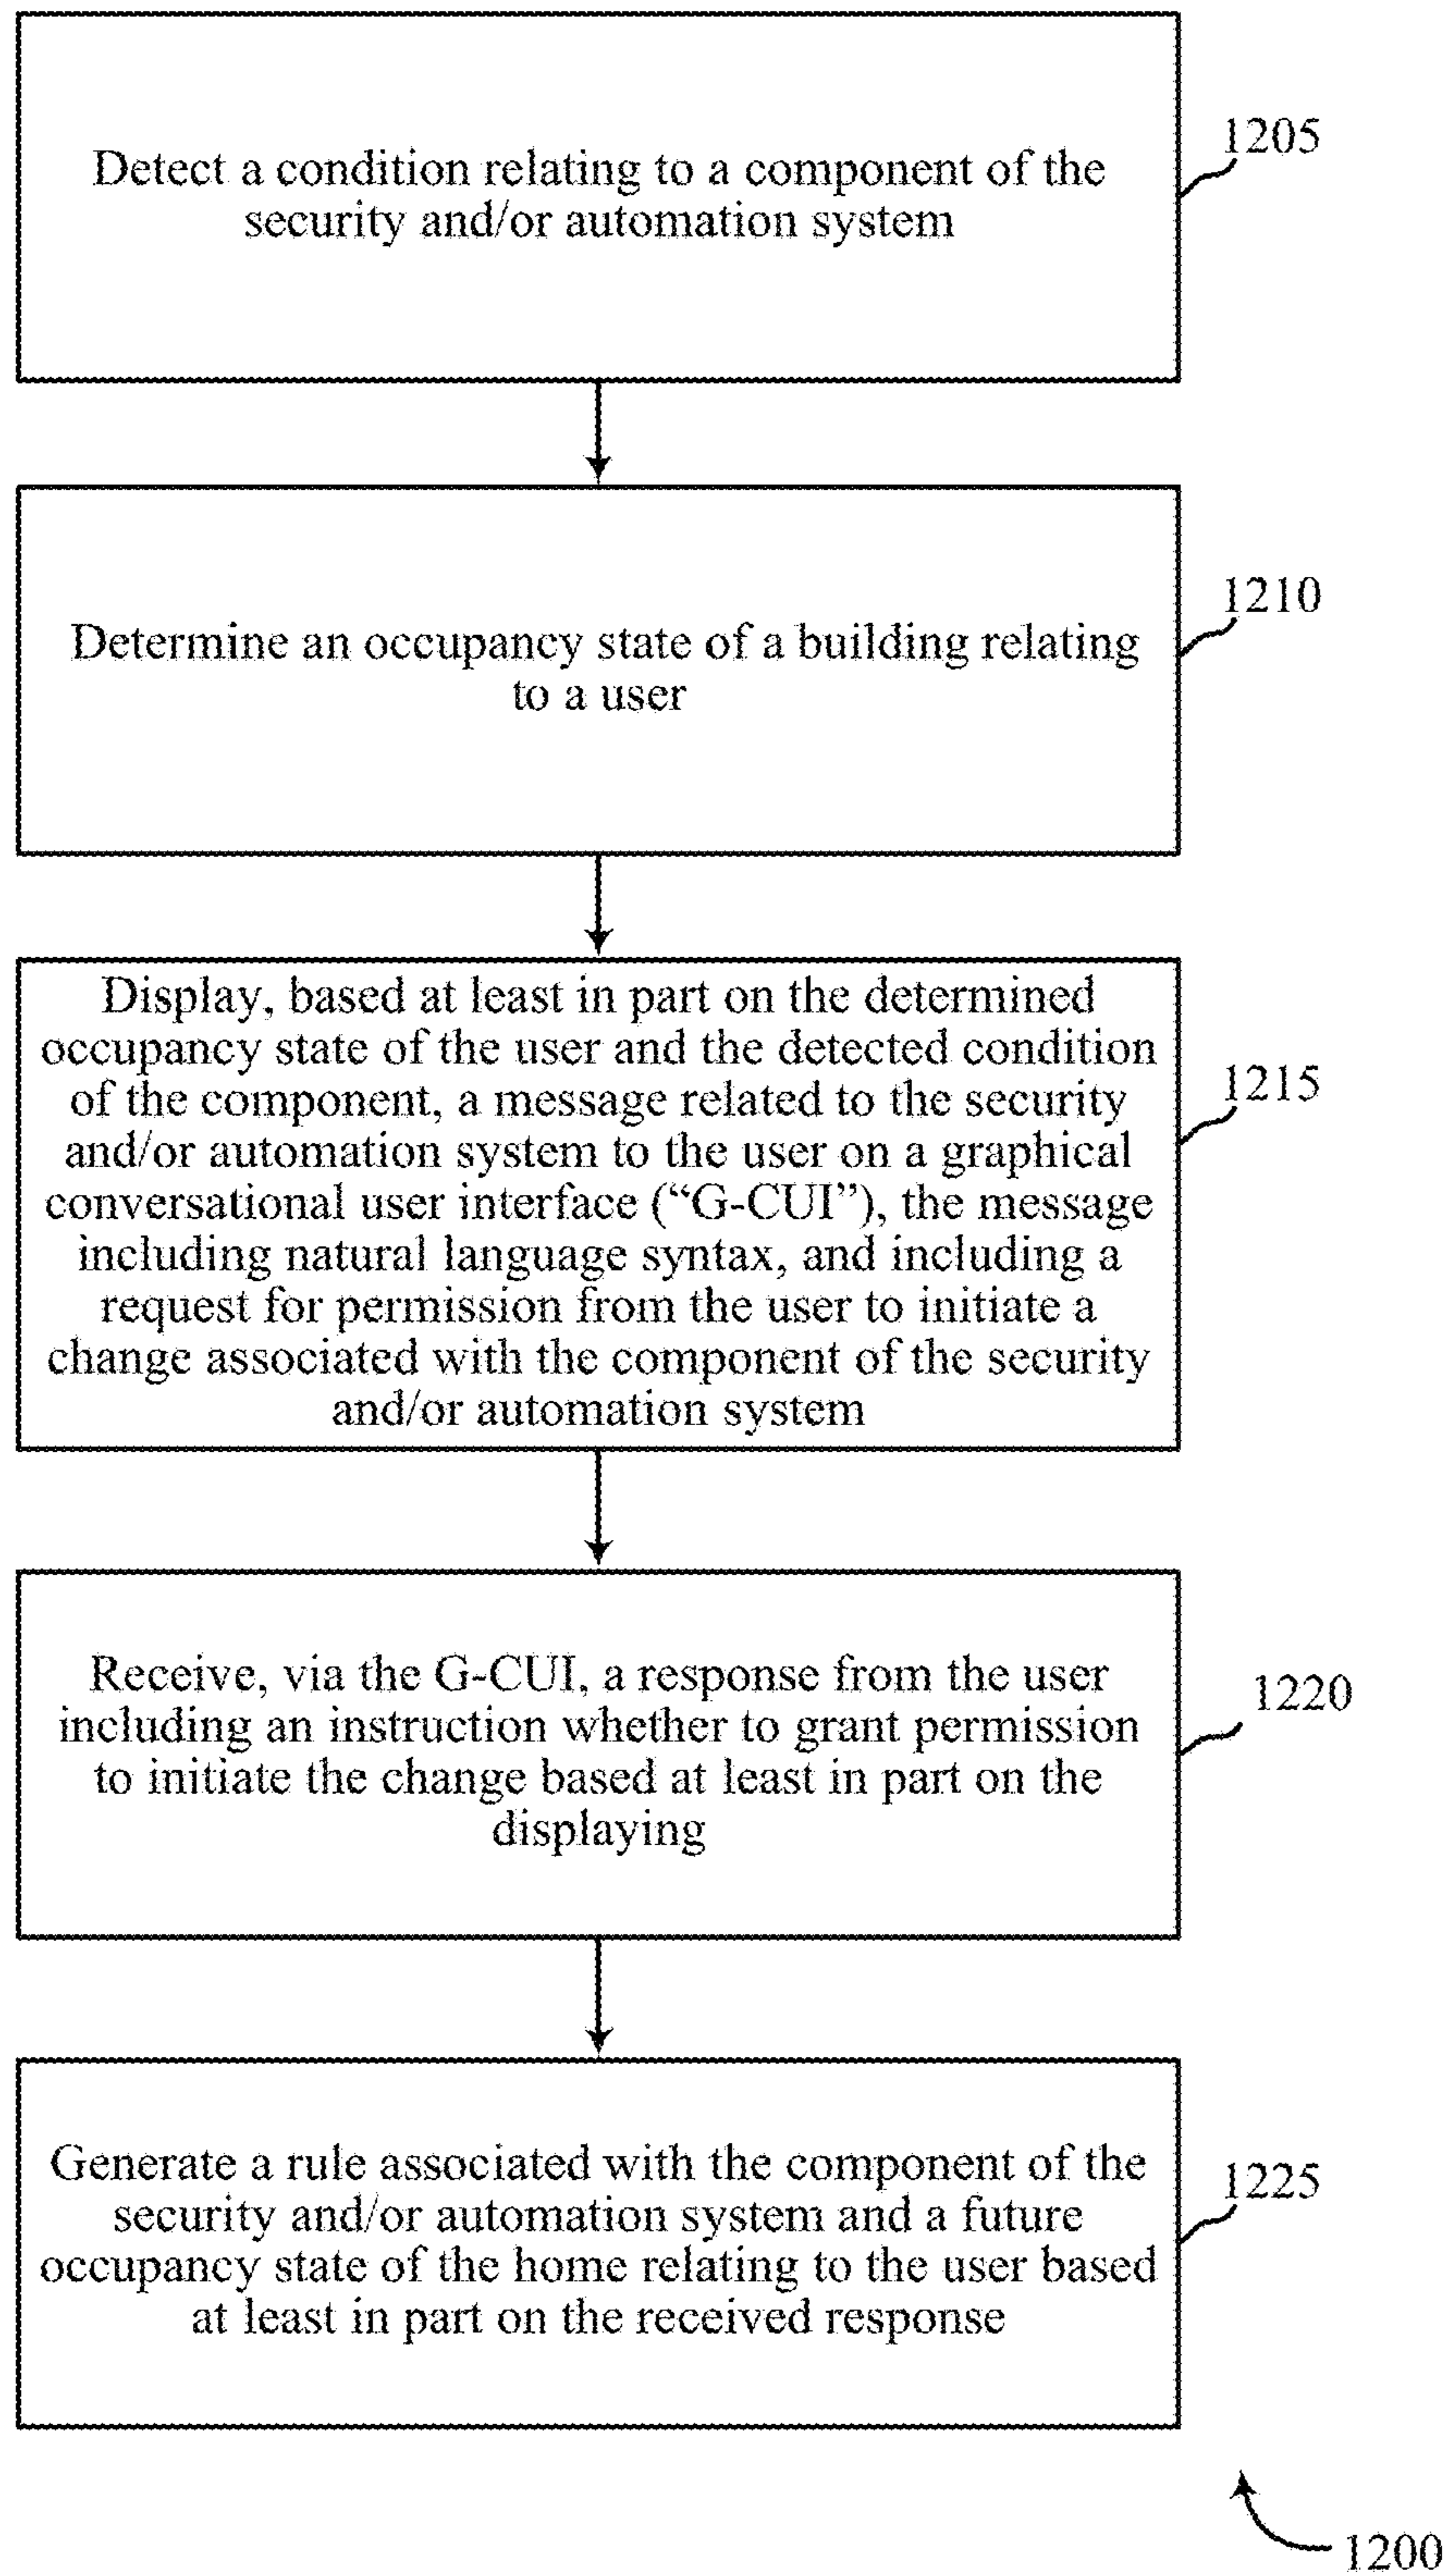 Detect a condition relating to a component of the
security and/or automation system
1205
Determine an occupancy state of a building relating
to a user
1210
Display, based at least in part on the determined
occupancy state of the user and the detected condition
of the component, a message related to the security
and/or automation system to the user on a graphical
conversational user interface (“G-CUI”), the message
including natural language syntax, and including a
request for permission from the user to initiate a
change associated with the component of the security
and/or automation system
1215
Receive, via the G-CUI, a response from the user
including an instruction whether to grant permission
to initiate the change based at least in part on the
displaying
1220
Generate a rule associated with the component of the
security and/or automation system and a future
occupancy state of the home relating to the user based
at least in part on the received response
1225
1200